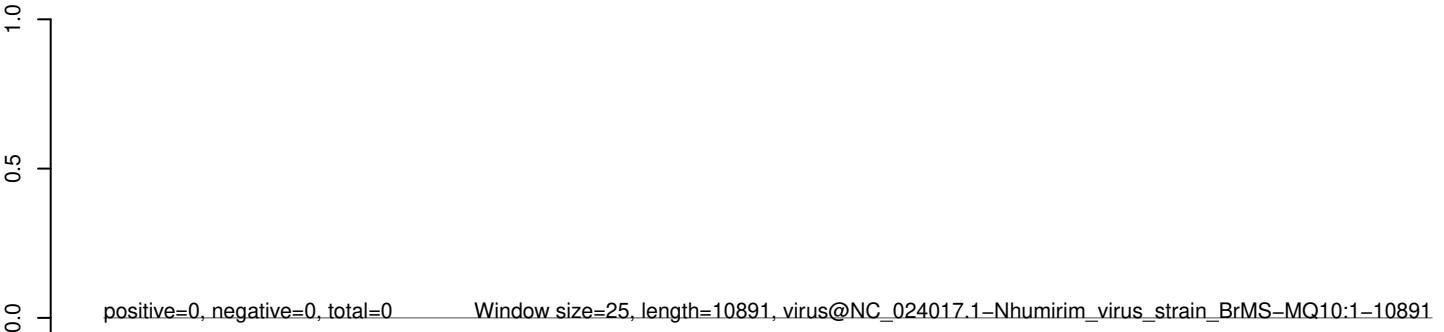 1.0
0.5
0.0
positive=0, negative=0, total=0 Window size=25, length=10891, virus@NC_024017.1−Nhumirim_virus_strain_BrMS−MQ10:1−10891